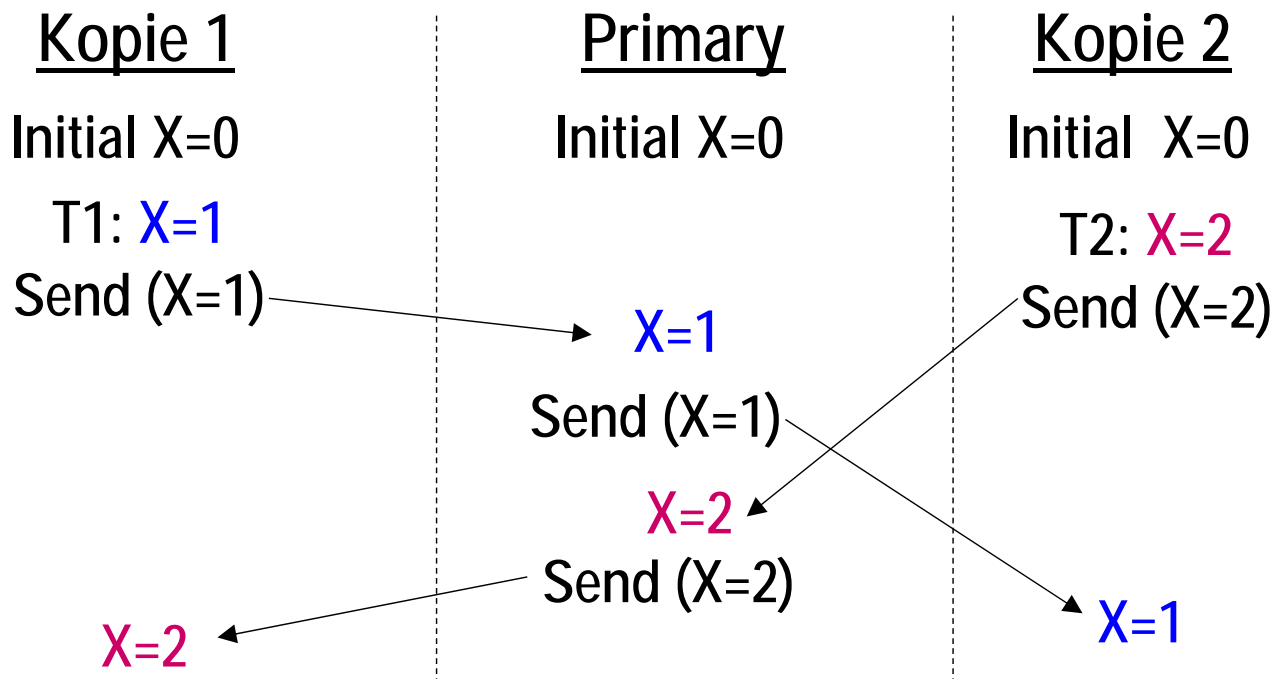 Kopie 1
Initial X=0
T1: X=1
Send (X=1)
X=2
Primary
Initial X=0
X=1
Send (X=1)
X=2
Send (X=2)
Kopie 2
Initial X=0
T2: X=2
Send (X=2)
X=1